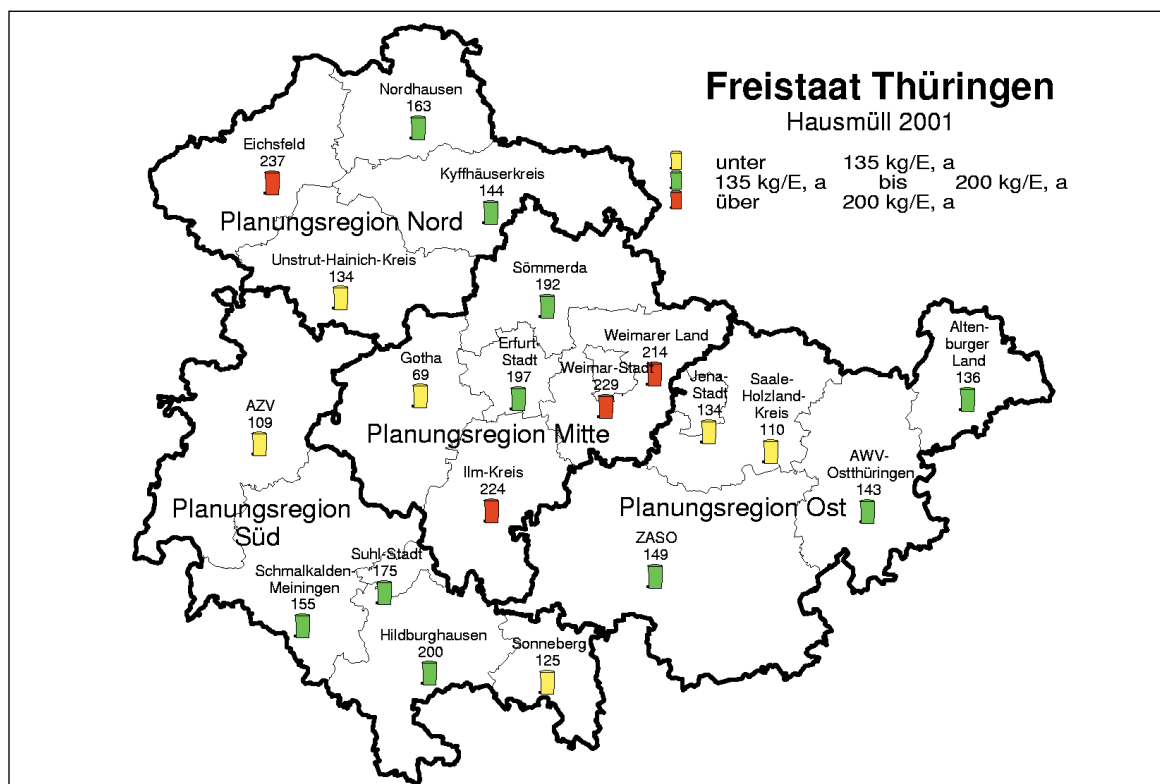 Freistaat Thüringen
Hausmüll 2001
unter 135 kg/E, a
135 kg/E, a bis 200 kg/E, a
über 200 kg/E, a
Nordhausen
163
Eichsfeld
237
Kyffhäuserkreis
144
Planungsregion Nord
Unstrut-Hainich-Kreis
134
Sömmerda
192
Weimarer Land
214
Erfurt-
Stadt
197
Gotha
69
Weimar-Stadt
229
Planungsregion Mitte
Ilm-Kreis
224
Jena-
Stadt
134
Saale-
Holzland-
Kreis
110
Alten-
burger
Land
136
AWV-
Ostthüringen
143
Planungsregion Ost
ZASO
149
AZV
109
Planungsregion
Süd
Suhl-Stadt
175
Schmalkalden-
Meiningen
155
Hildburghausen
200
Sonneberg
125